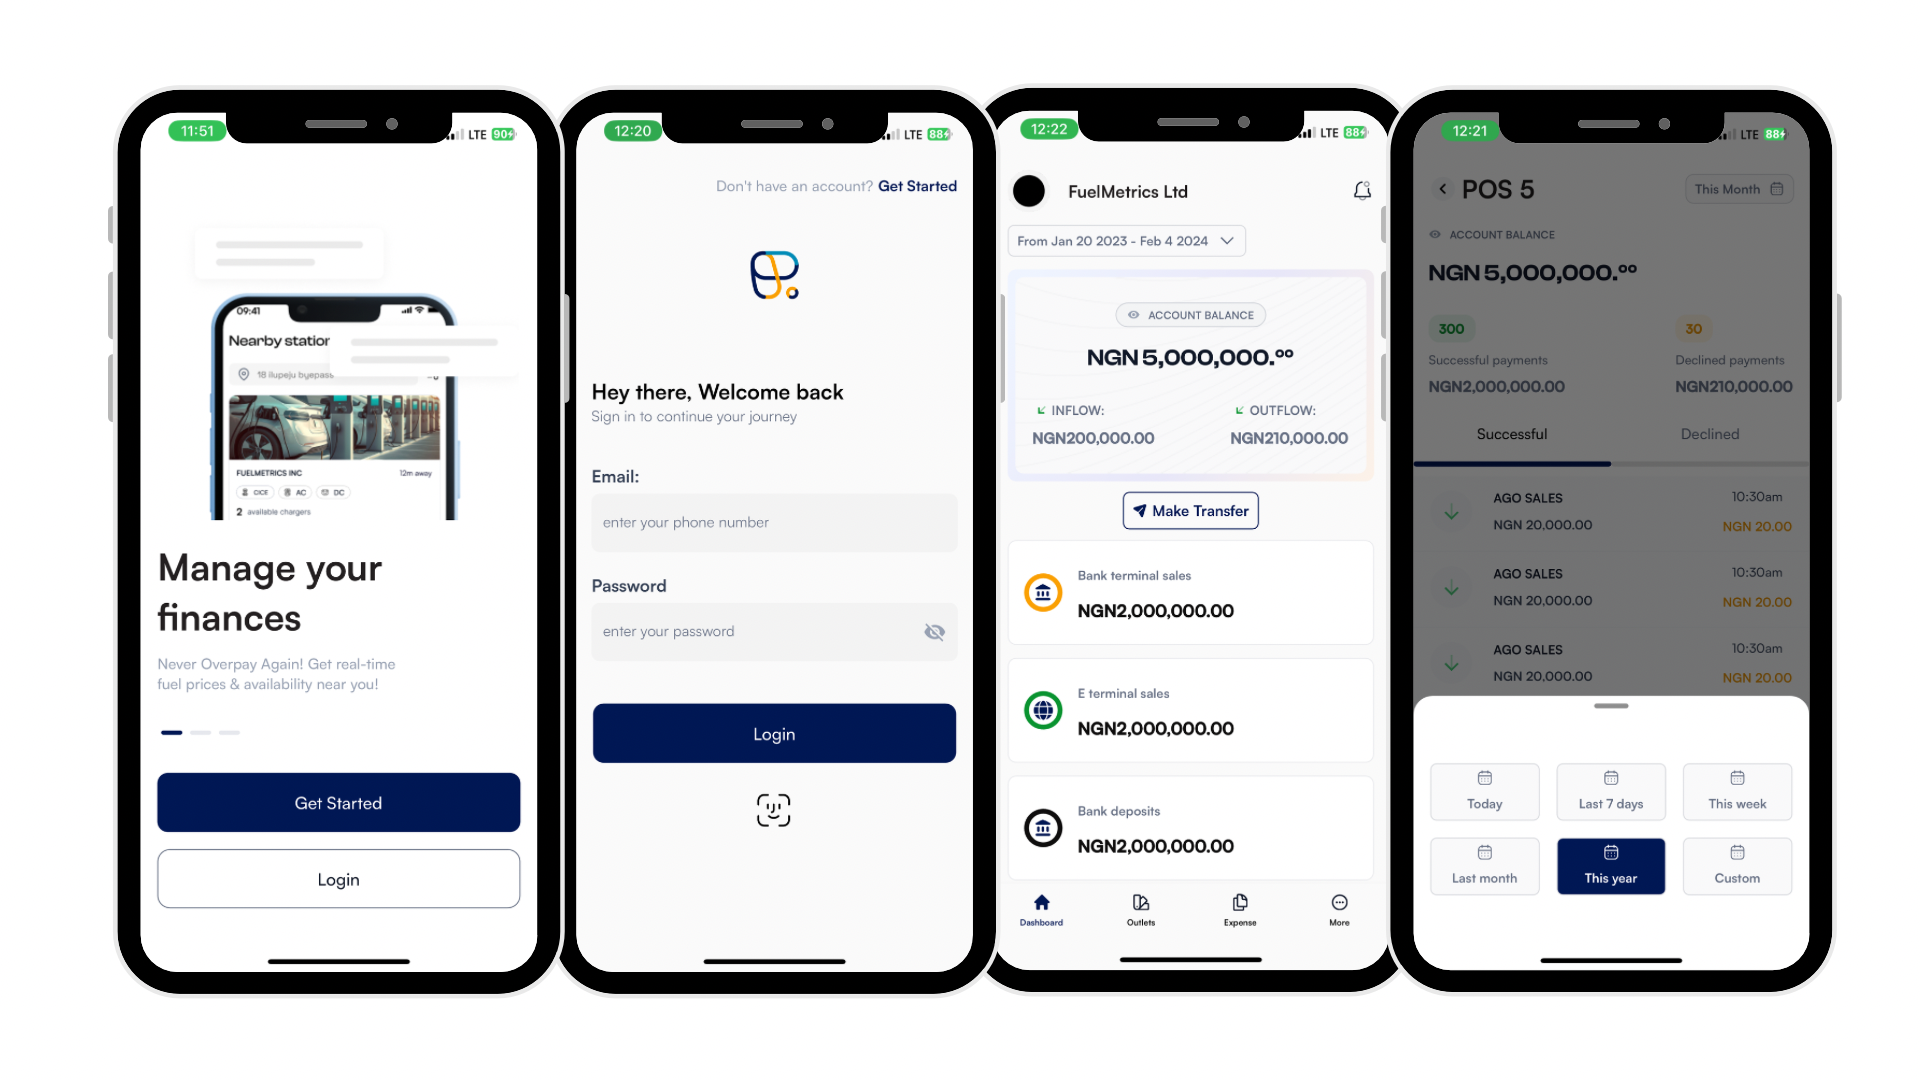 11:51
LTE 90
09:41
Nearby station
18 ilupeju byepass
FUELMETRICS INC
12m away
CICE
AC
DC
2 available chargers
Manage your
finances
Never Overpay Again! Get real-time
fuel prices & availability near you!
Get Started
Login
12:20
LTE 88
Don't have an account? Get Started
Hey there, Welcome back
Sign in to continue your journey
Email:
enter your phone number
Password
enter your password
Login
12:22
LTE 88
FuelMetrics Ltd
From Jan 20 2023 - Feb 4 2024
ACCOUNT BALANCE
NGN 5,000,000.ºº
INFLOW:
NGN200,000.00
OUTFLOW:
NGN210,000.00
Make Transfer
Bank terminal sales
NGN2,000,000.00
E terminal sales
NGN2,000,000.00
Bank deposits
NGN2,000,000.00
Dashboard
Outlets
Expense
More
12:21
LTE 88
POS 5
This Month
ACCOUNT BALANCE
NGN 5,000,000.ºº
300
Successful payments
NGN2,000,000.00
30
Declined payments
NGN210,000.00
Successful
Declined
AGO SALES
10:30am
NGN 20,000.00
NGN 20.00
AGO SALES
10:30am
NGN 20,000.00
NGN 20.00
AGO SALES
10:30am
NGN 20,000.00
NGN 20.00
Today
Last 7 days
This week
Last month
This year
Custom